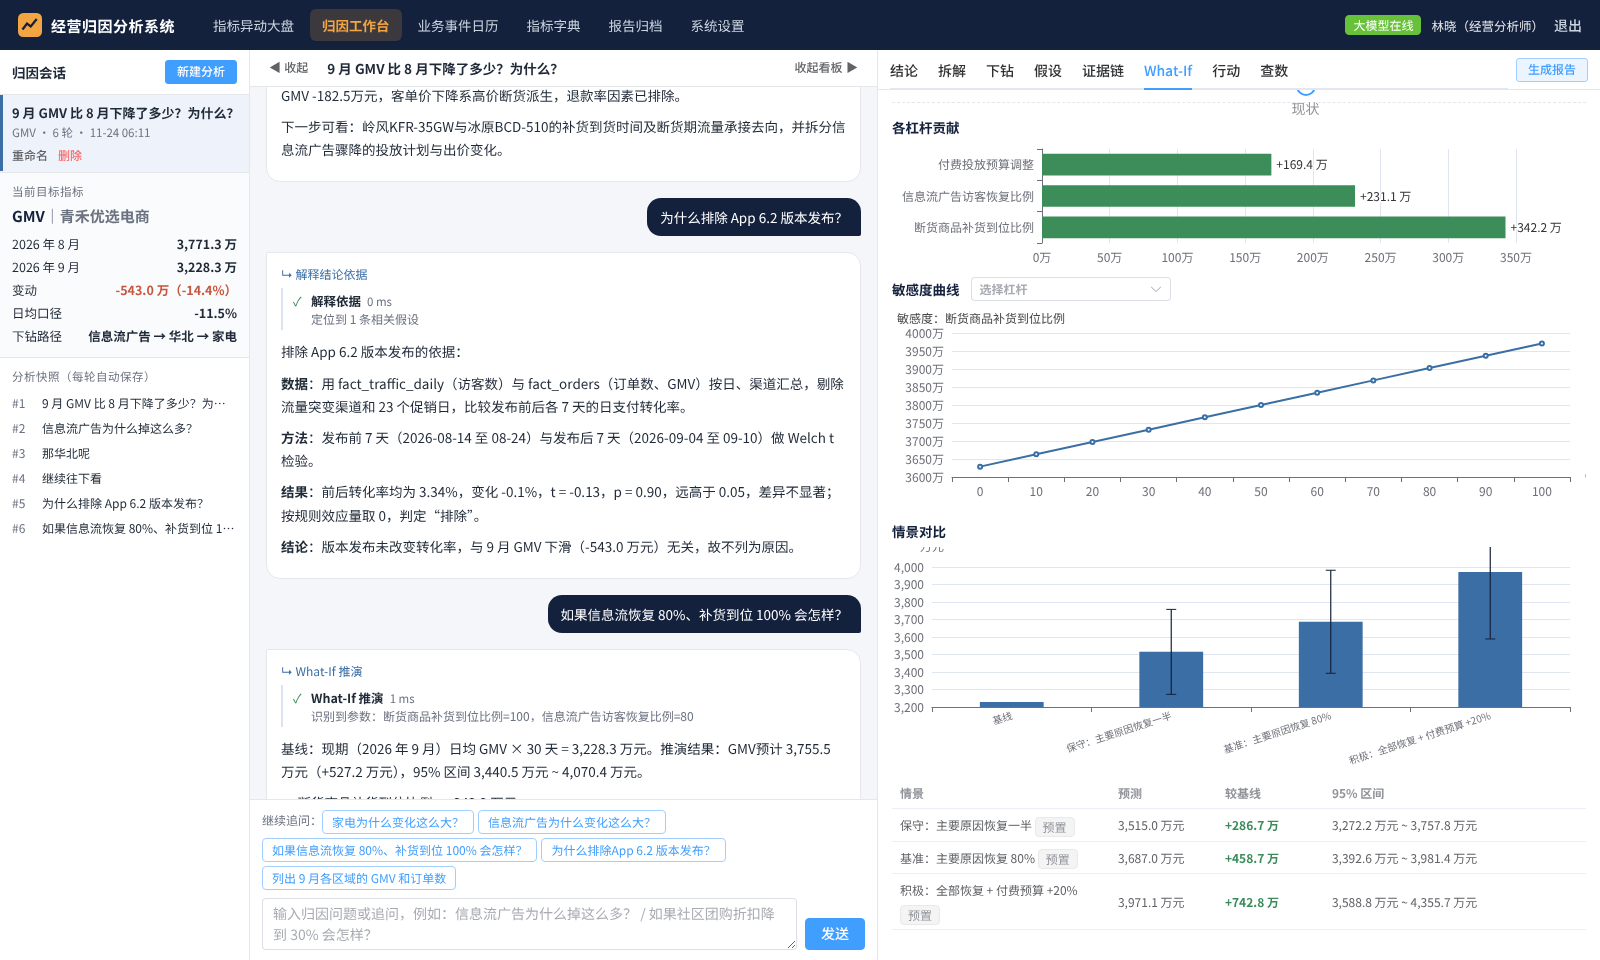 经营归因分析系统
指标异动大盘
归因工作台
业务事件日历
指标字典
报告归档
系统设置
大模型在线
林晓（经营分析师）
退出
归因会话
新建分析
9 月 GMV 比 8 月下降了多少？为什么？
GMV · 6 轮 · 11-24 06:11
重命名 删除
当前目标指标
GMV｜青禾优选电商
2026 年 8 月 3,771.3 万
2026 年 9 月 3,228.3 万
变动 -543.0 万（-14.4%）
日均口径 -11.5%
下钻路径 信息流广告 → 华北 → 家电
分析快照（每轮自动保存）
#1 9 月 GMV 比 8 月下降了多少？为…
#2 信息流广告为什么掉这么多？
#3 那华北呢
#4 继续往下看
#5 为什么排除 App 6.2 版本发布？
#6 如果信息流恢复 80%、补货到位 1…
◀ 收起
9 月 GMV 比 8 月下降了多少？为什么？
收起看板 ▶
GMV -182.5万元，客单价下降系高价断货派生，退款率因素已排除。
下一步可看：岭风KFR-35GW与冰原BCD-510的补货到货时间及断货期流量承接去向，并拆分信
息流广告骤降的投放计划与出价变化。
为什么排除 App 6.2 版本发布？
↪ 解释结论依据
✓ 解释依据 0 ms
定位到 1 条相关假设
排除 App 6.2 版本发布的依据：
数据：用 fact_traffic_daily（访客数）与 fact_orders（订单数、GMV）按日、渠道汇总，剔除
流量突变渠道和 23 个促销日，比较发布前后各 7 天的日支付转化率。
方法：发布前 7 天（2026-08-14 至 08-24）与发布后 7 天（2026-09-04 至 09-10）做 Welch t
检验。
结果：前后转化率均为 3.34%，变化 -0.1%，t = -0.13，p = 0.90，远高于 0.05，差异不显著；
按规则效应量取 0，判定“排除”。
结论：版本发布未改变转化率，与 9 月 GMV 下滑（-543.0 万元）无关，故不列为原因。
如果信息流恢复 80%、补货到位 100% 会怎样？
↪ What-If 推演
✓ What-If 推演 1 ms
识别到参数：断货商品补货到位比例=100，信息流广告访客恢复比例=80
基线：现期（2026 年 9 月）日均 GMV × 30 天 = 3,228.3 万元。推演结果：GMV预计 3,755.5
万元（+527.2 万元），95% 区间 3,440.5 万元 ~ 4,070.4 万元。
继续追问：
家电为什么变化这么大？
信息流广告为什么变化这么大？
如果信息流恢复 80%、补货到位 100% 会怎样？
为什么排除App 6.2 版本发布？
列出 9 月各区域的 GMV 和订单数
输入归因问题或追问，例如：信息流广告为什么掉这么多？ / 如果社区团购折扣降
到 30% 会怎样？
发送
结论 拆解 下钻 假设 证据链 What-If 行动 查数
生成报告
现状
各杠杆贡献
付费投放预算调整 +169.4 万
信息流广告访客恢复比例 +231.1 万
断货商品补货到位比例 +342.2 万
0万 50万 100万 150万 200万 250万 300万 350万
敏感度曲线
选择杠杆
敏感度：断货商品补货到位比例
4000万
3950万
3900万
3850万
3800万
3750万
3700万
3650万
3600万
0 10 20 30 40 50 60 70 80 90 100
情景对比
万元
4,000
3,900
3,800
3,700
3,600
3,500
3,400
3,300
3,200
基线
保守：主要原因恢复一半
基准：主要原因恢复 80%
积极：全部恢复 + 付费预算 +20%
情景 预测 较基线 95% 区间
保守：主要原因恢复一半 预置 3,515.0 万元 +286.7 万 3,272.2 万元 ~ 3,757.8 万元
基准：主要原因恢复 80% 预置 3,687.0 万元 +458.7 万 3,392.6 万元 ~ 3,981.4 万元
积极：全部恢复 + 付费预算 +20% 预置 3,971.1 万元 +742.8 万 3,588.8 万元 ~ 4,355.7 万元